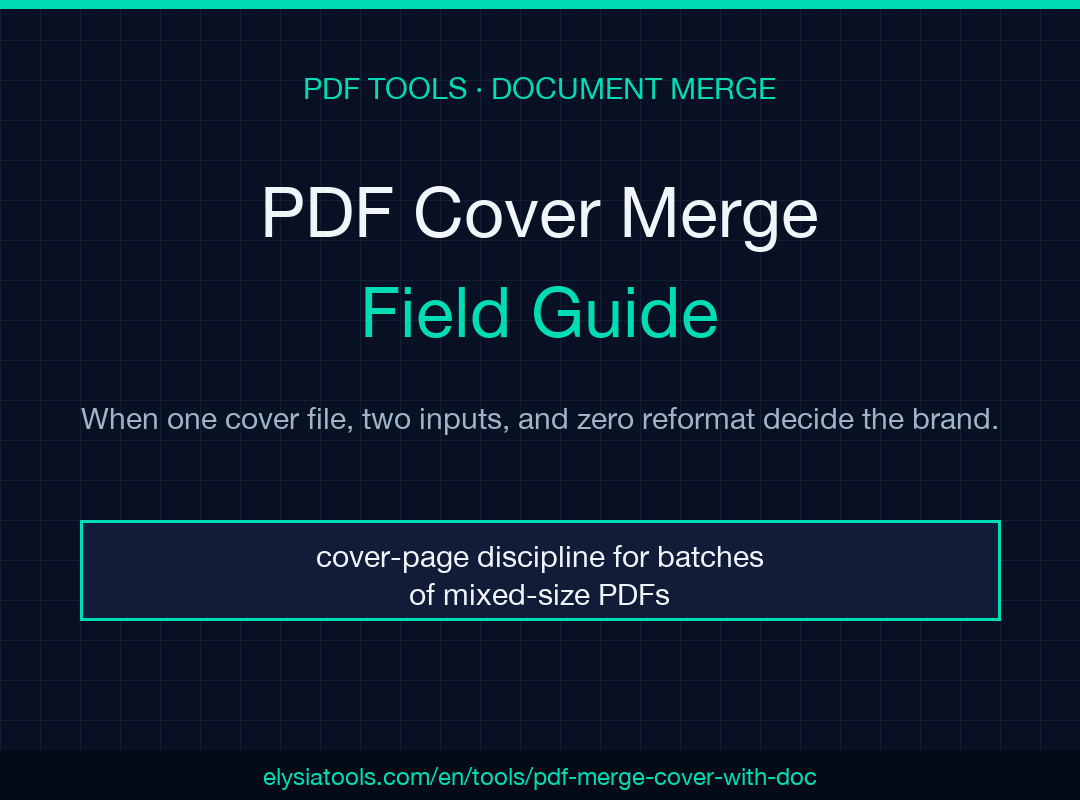 PDF TOOLS · DOCUMENT MERGE
PDF Cover Merge
Field Guide
When one cover file, two inputs, and zero reformat decide the brand.
cover-page discipline for batches
of mixed-size PDFs
elysiatools.com/en/tools/pdf-merge-cover-with-doc